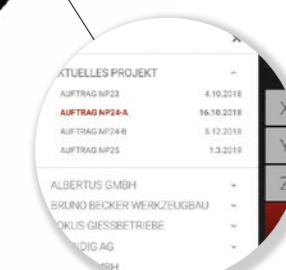 KTUELLES PROJEKT
AUFTRAG NP23 4.10.2018
AUFTRAG NP24-A 16.10.2018
AUFTRAG NP24-B 5.12.2018
AUFTRAG NP25 1.3.2019
X
Y
Z
ALBERTUS GMBH
BRUNO BECKER WERKZEUGBAU
OKUS GIESSBETRIEBE
NDIG AG